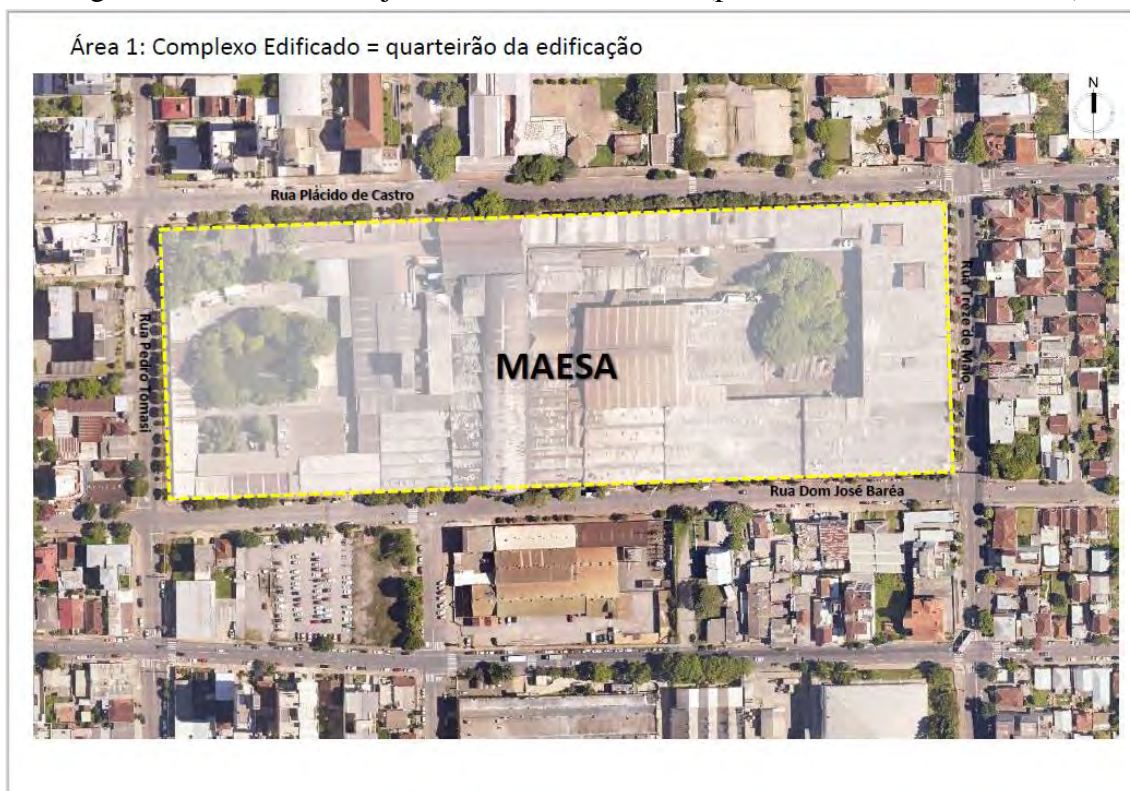 Área 1: Complexo Edificado = quarteirão da edificação
N
Rua Plácido de Castro
Rua Treze de Maio
Rua Pedro Tomasi
MAESA
Rua Dom José Baréa